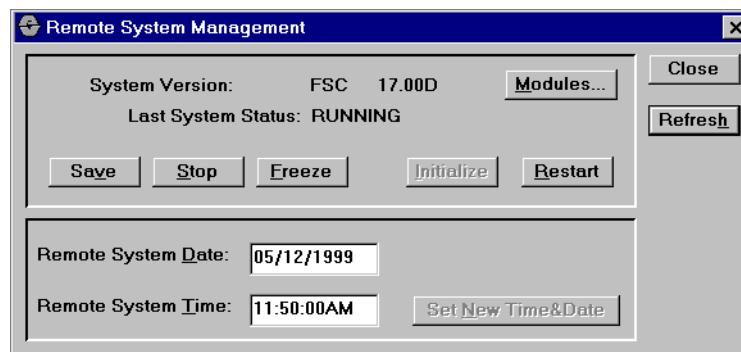 Remote System Management
System Version: FSC 17.00D Modules...
Last System Status: RUNNING
Save Stop Freeze Initialize Restart
Close
Refresh
Remote System Date: 05/12/1999
Remote System Time: 11:50:00AM Set New Time&Date